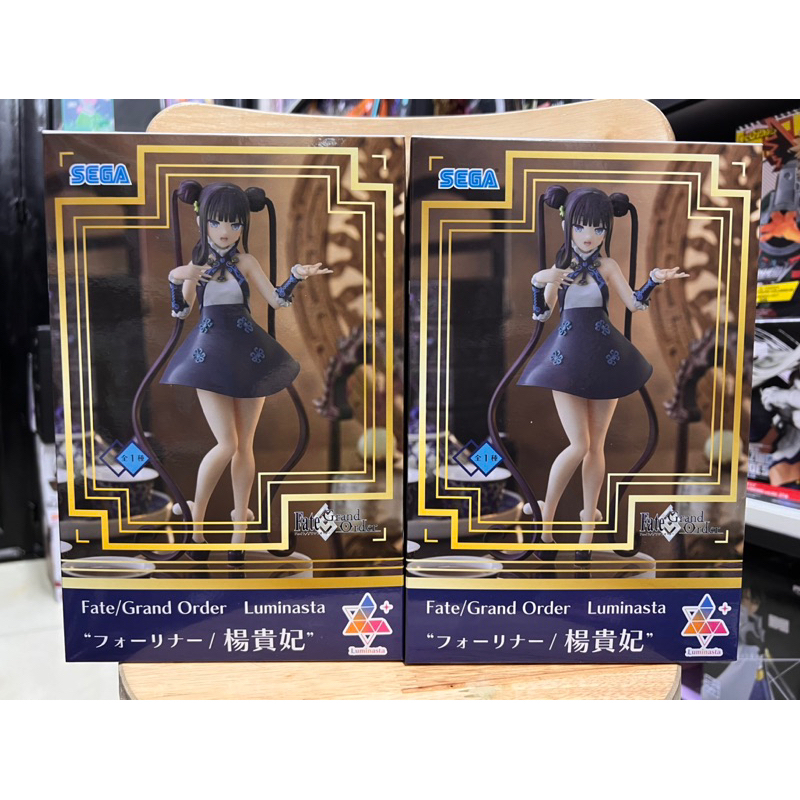 SEGA
全1種
Fate/Grand Order
Fate/Grand Order Luminasta
“フォーリナー/楊貴妃”
Luminasta
SEGA
全1種
Fate/Grand Order
Fate/Grand Order Luminasta
“フォーリナー/楊貴妃”
Luminasta